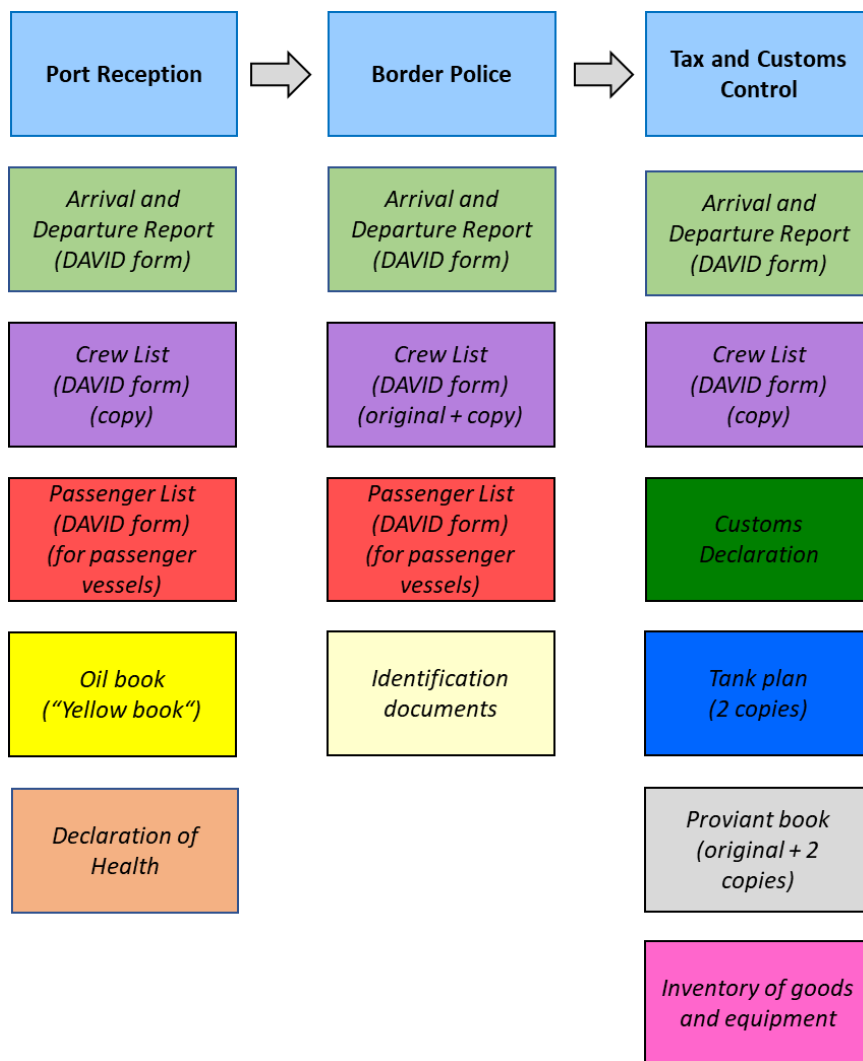 Port Reception
Border Police
Tax and Customs
Control
Arrival and
Departure Report
(DAVID form)
Arrival and
Departure Report
(DAVID form)
Arrival and
Departure Report
(DAVID form)
Crew List
(DAVID form)
(copy)
Crew List
(DAVID form)
(original + copy)
Crew List
(DAVID form)
(copy)
Passenger List
(DAVID form)
(for passenger
vessels)
Passenger List
(DAVID form)
(for passenger
vessels)
Customs
Declaration
Oil book
(“Yellow book“)
Identification
documents
Tank plan
(2 copies)
Declaration of
Health
Proviant book
(original + 2
copies)
Inventory of goods
and equipment